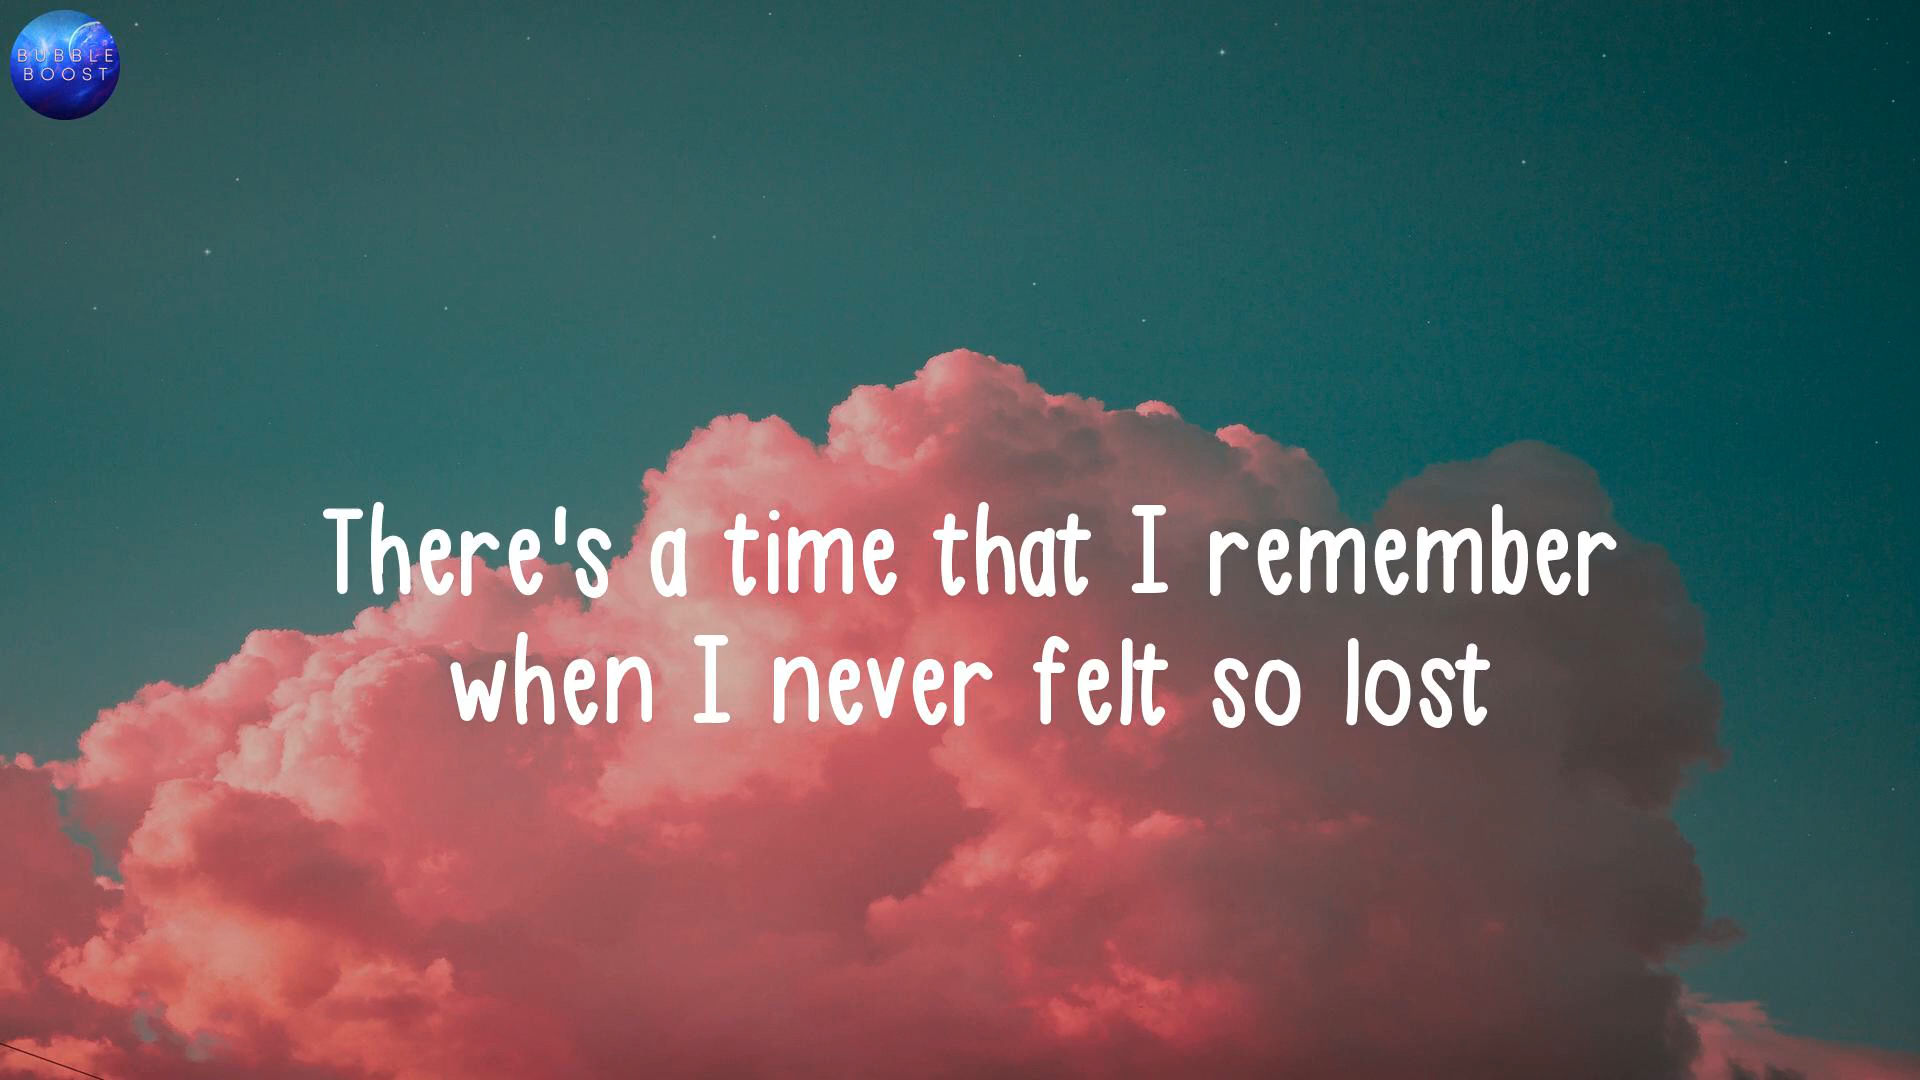 BUBBLE
BOOST
There's a time that I remember
when I never felt so lost